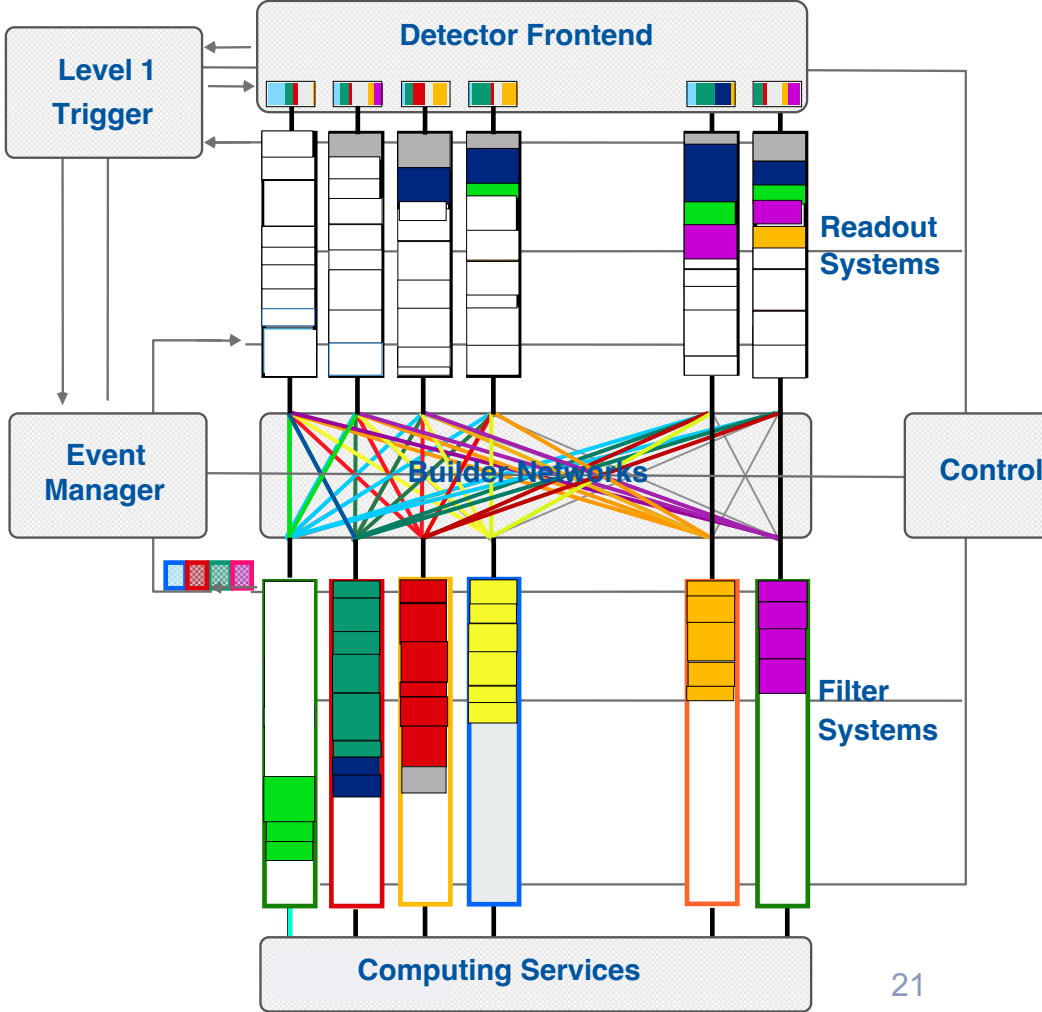 Detector Frontend
Level 1
Trigger
Readout
Systems
Event
Manager
Builder Networks
Control
Filter
Systems
Computing Services
21